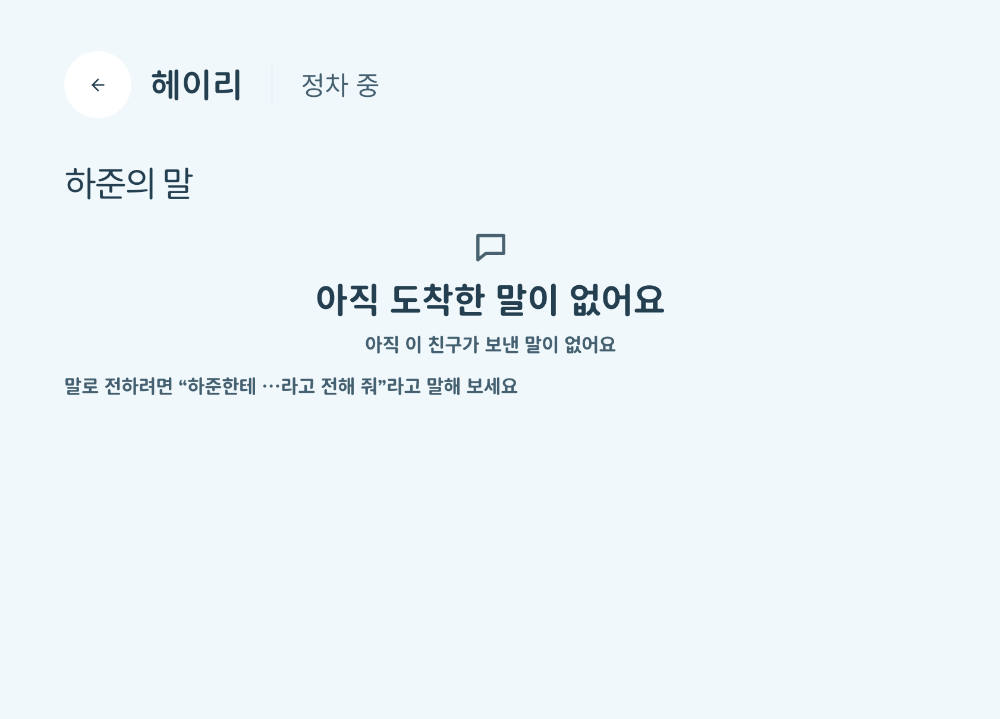 헤이리
정차 중
하준의 말
아직 도착한 말이 없어요
아직 이 친구가 보낸 말이 없어요
말로 전하려면 “하준한테 …라고 전해 줘”라고 말해 보세요